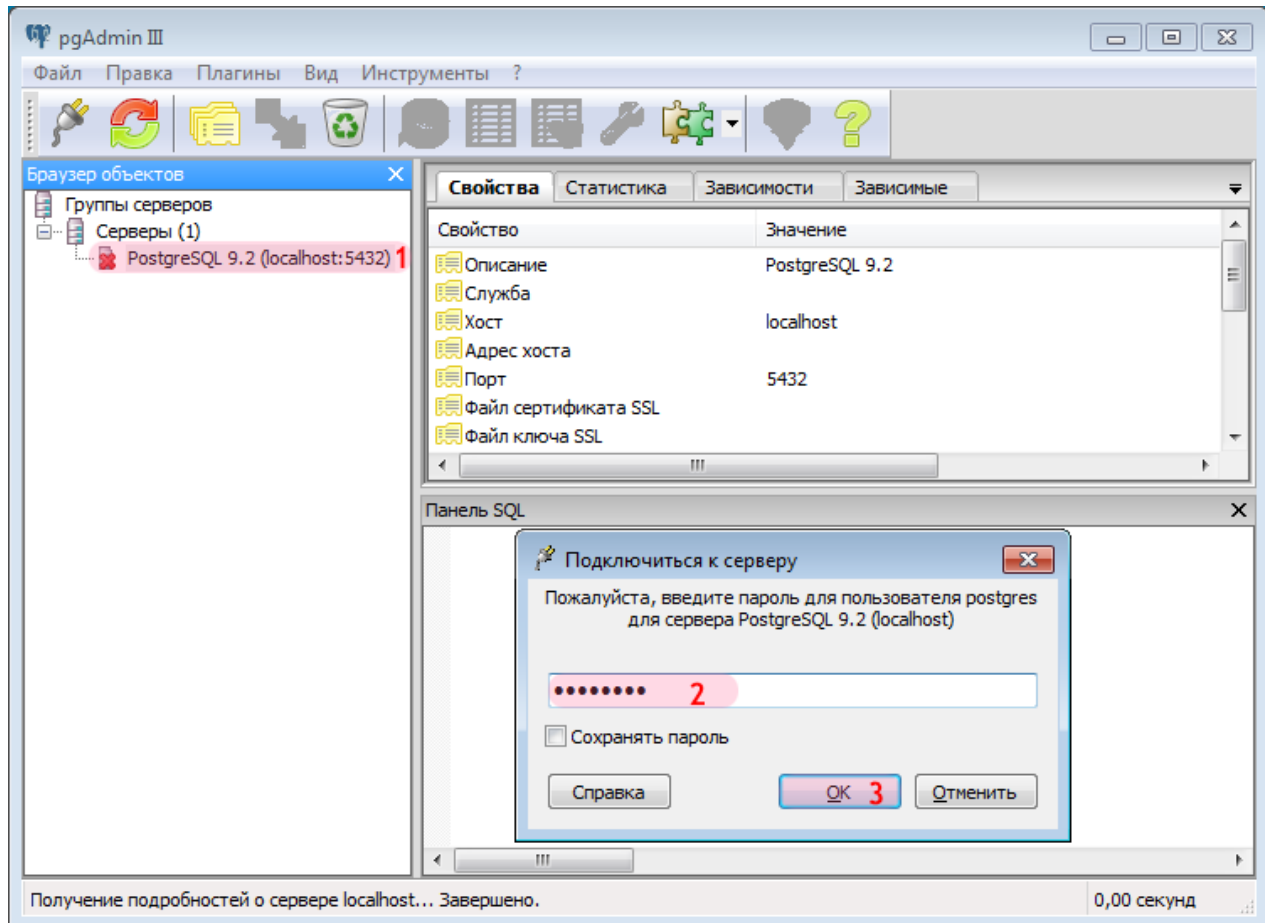 pgAdmin III
Файл Правка Плагины Вид Инструменты ?
Браузер объектов
Группы серверов
Серверы (1)
PostgreSQL 9.2 (localhost:5432) 1
Свойства Статистика Зависимости Зависимые
Свойство Значение
Описание PostgreSQL 9.2
Служба
Хост localhost
Адрес хоста
Порт 5432
Файл сертификата SSL
Файл ключа SSL
Панель SQL
Подключиться к серверу
Пожалуйста, введите пароль для пользователя postgres
для сервера PostgreSQL 9.2 (localhost)
•••••••• 2
Сохранять пароль
Справка OK 3 Отменить
Получение подробностей о сервере localhost... Завершено. 0,00 секунд